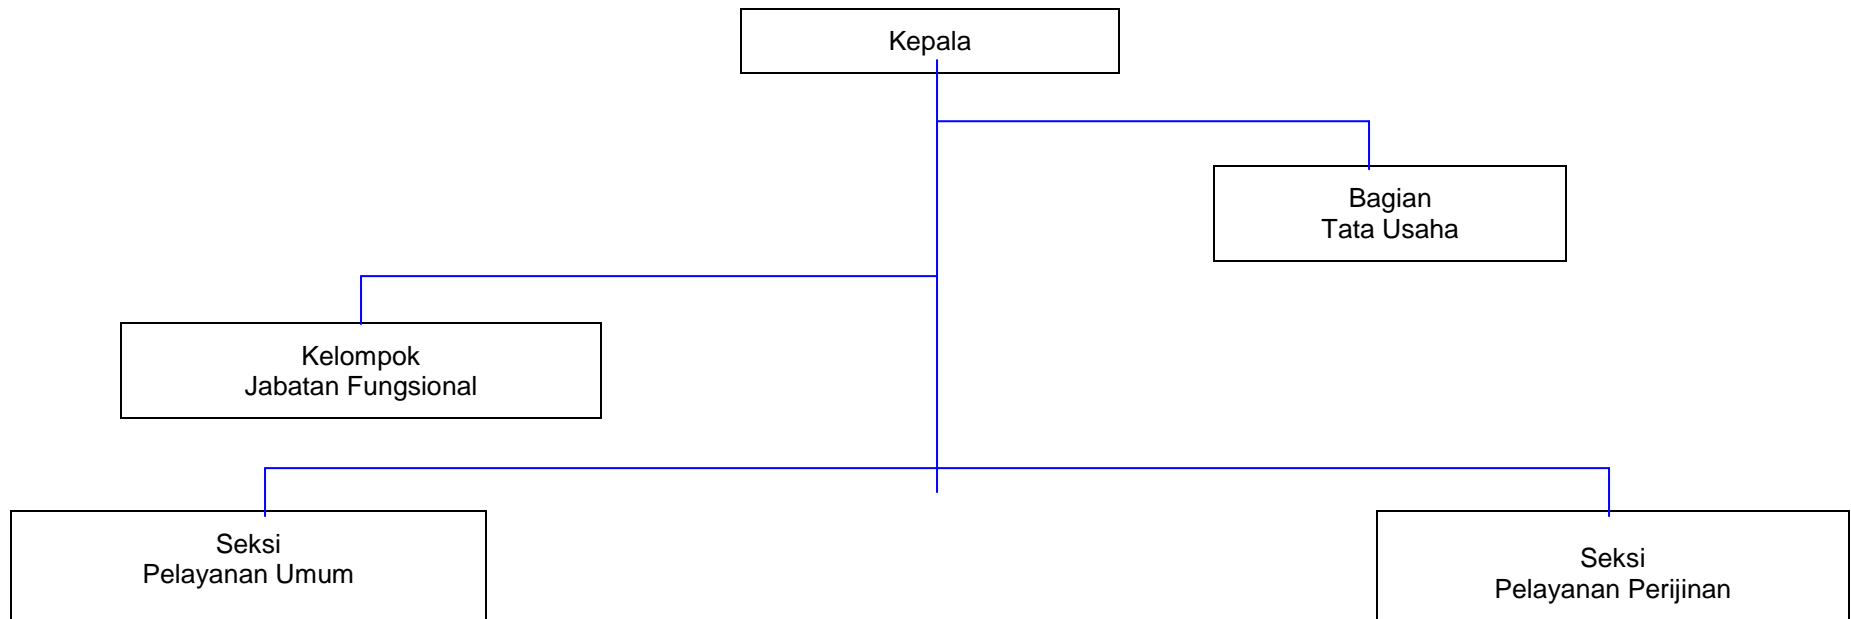 Kepala
Bagian
Tata Usaha
Kelompok
Jabatan Fungsional
Seksi
Pelayanan Umum
Seksi
Pelayanan Perijinan